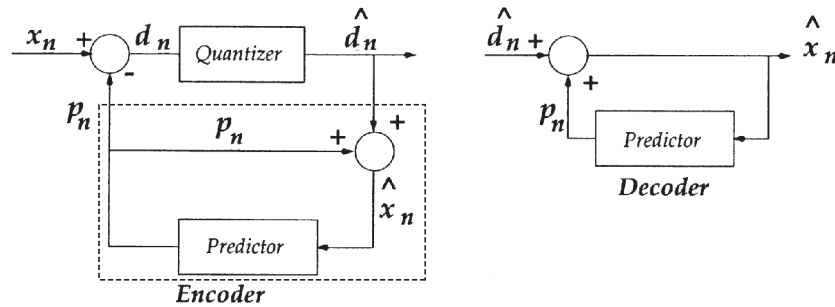 x_n + d_n Quantizer d̂_n
-
p_n
p_n + +
x̂_n
Predictor
Encoder
d̂_n + x̂_n
+
p_n
Predictor
Decoder